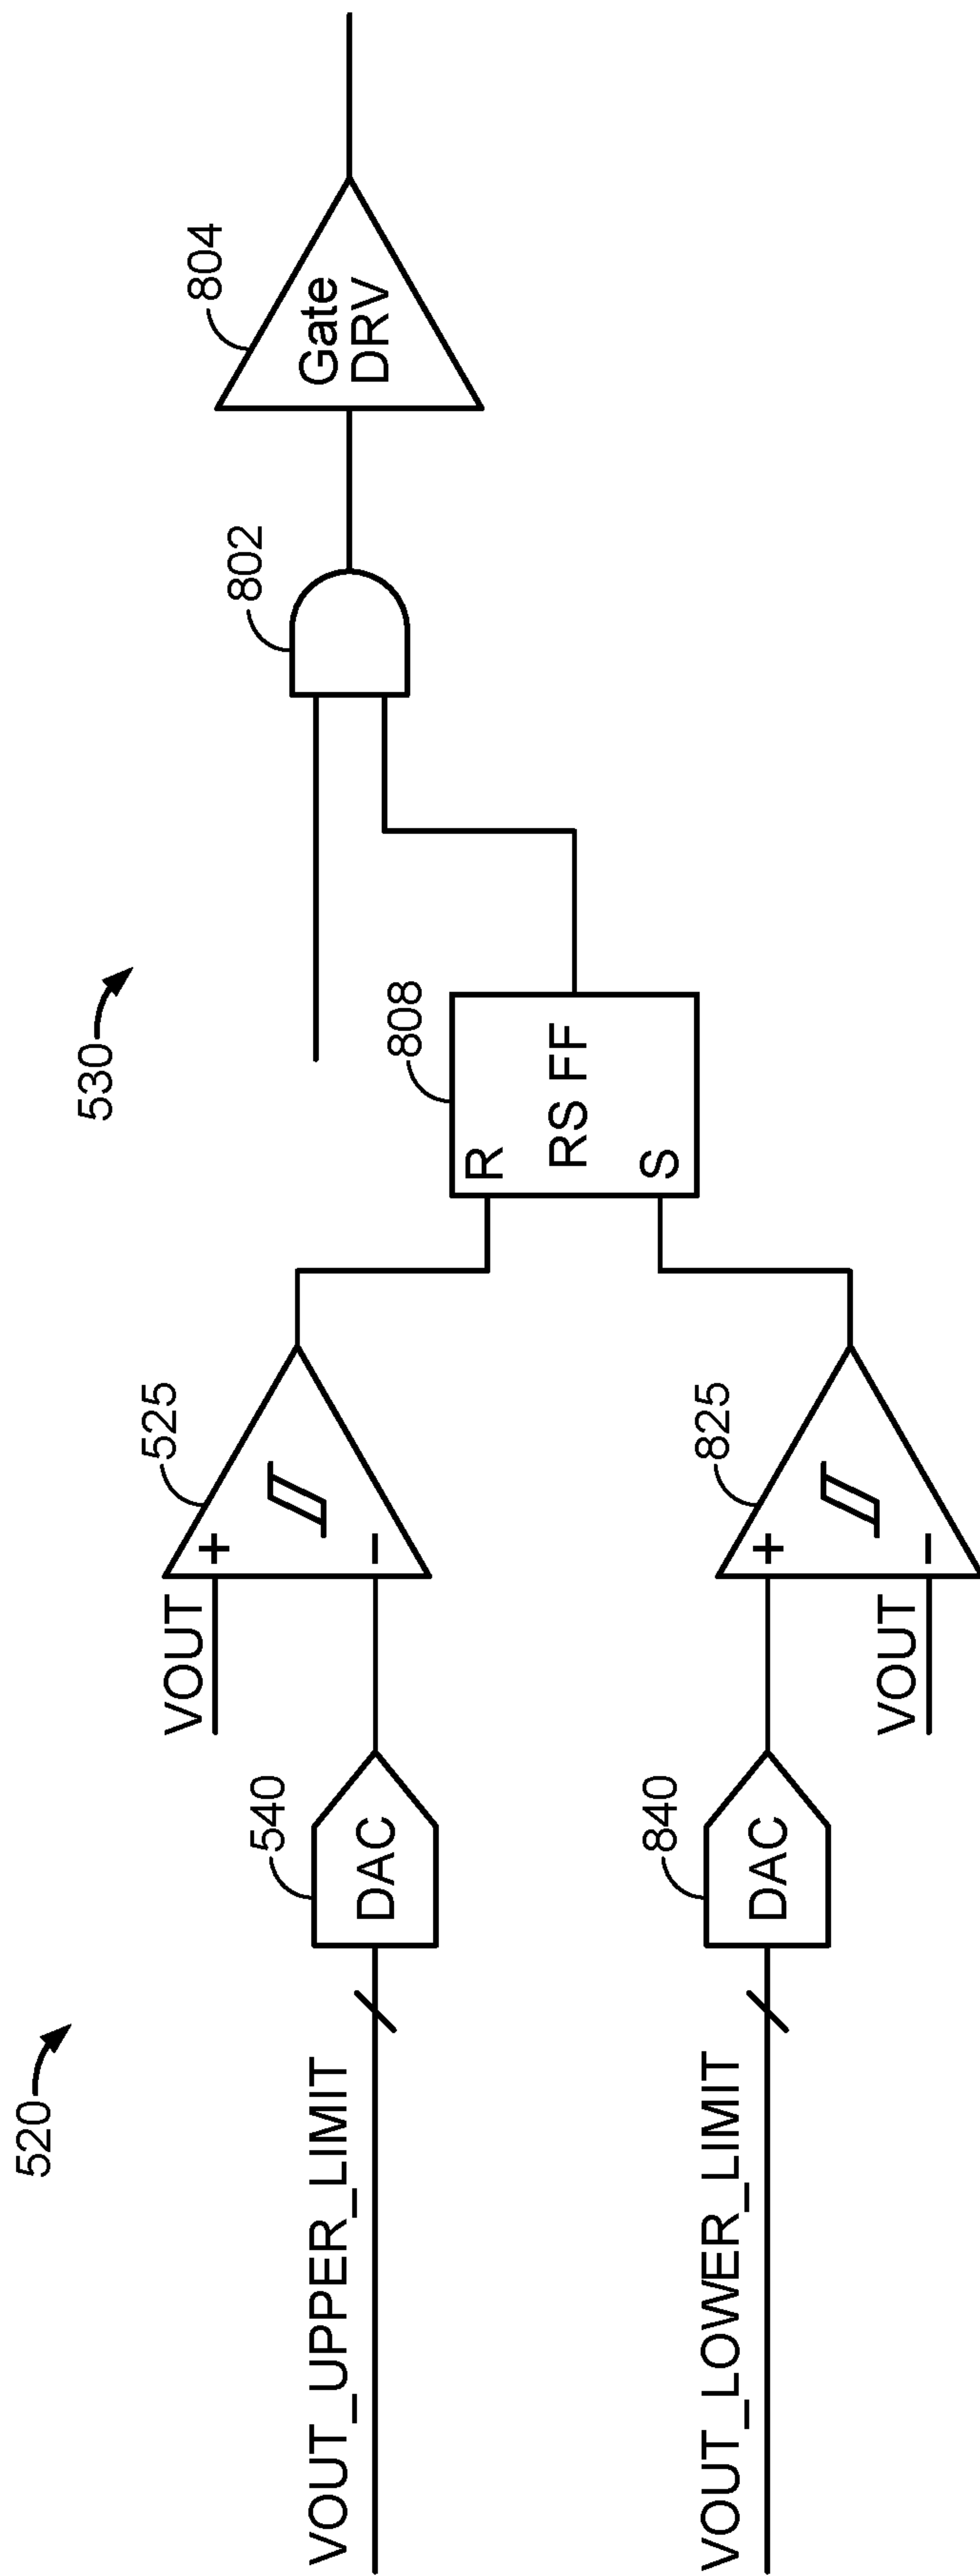 520
530
VOUT_UPPER_LIMIT
540
DAC
VOUT
525
+
−
808
R
RS FF
S
802
804
Gate
DRV
VOUT_LOWER_LIMIT
840
DAC
825
+
−
VOUT